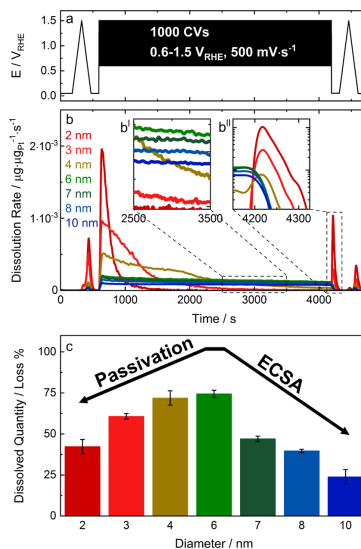 a
E / V_RHE
1.5
1.0
0.5
0.0
1000 CVs
0.6-1.5 V_RHE, 500 mV·s⁻¹
b
Dissolution Rate / µg·µg_Pt⁻¹·s⁻¹
2·10⁻³
1·10⁻³
0
2 nm
3 nm
4 nm
6 nm
7 nm
8 nm
10 nm
bᴵ
2500 3500
bᴵᴵ
4200 4300
0 1000 2000 3000 4000
Time / s
c
Dissolved Quantity / Loss %
100
75
50
25
0
Passivation
ECSA
2 3 4 6 7 8 10
Diameter / nm